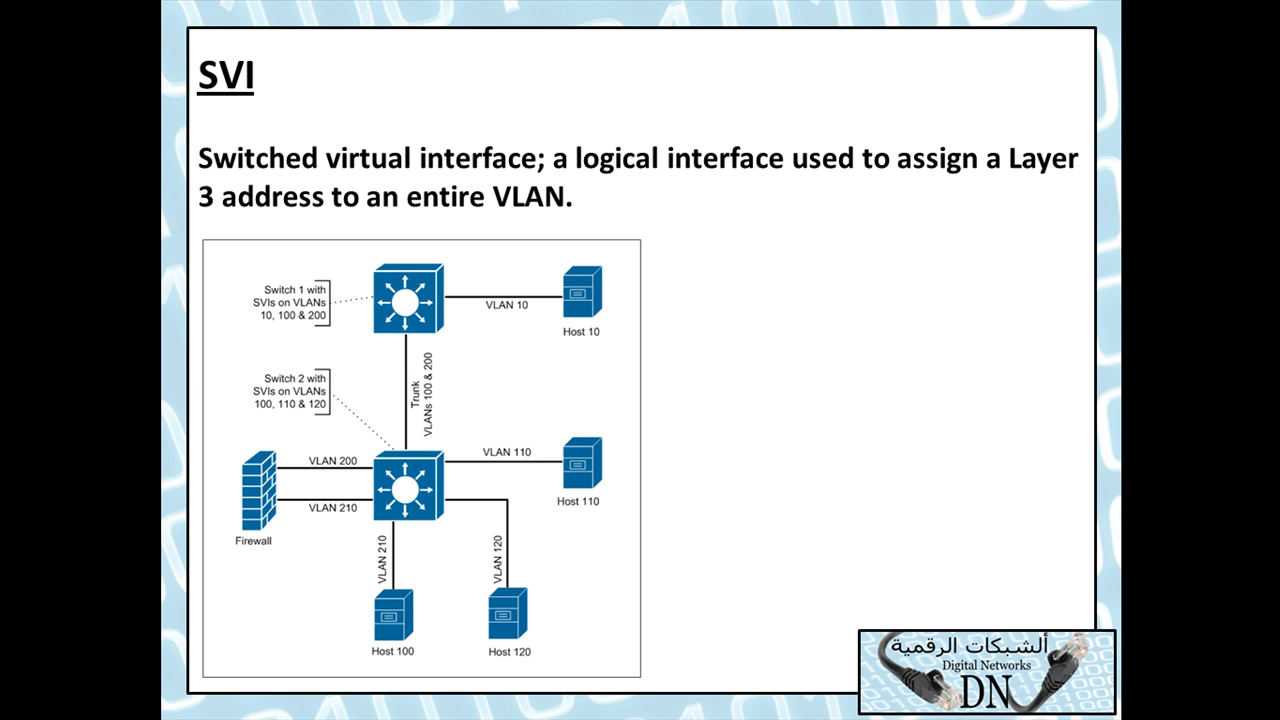 SVI
Switched virtual interface; a logical interface used to assign a Layer
3 address to an entire VLAN.
Switch 1 with
SVIs on VLANs
10, 100 & 200
VLAN 10
Host 10
Trunk
VLANs 100 & 200
Switch 2 with
SVIs on VLANs
100, 110 & 120
VLAN 200
VLAN 110
VLAN 210
Host 110
Firewall
VLAN 210
VLAN 120
Host 100
Host 120
ألشبكات الرقمية
Digital Networks
DN